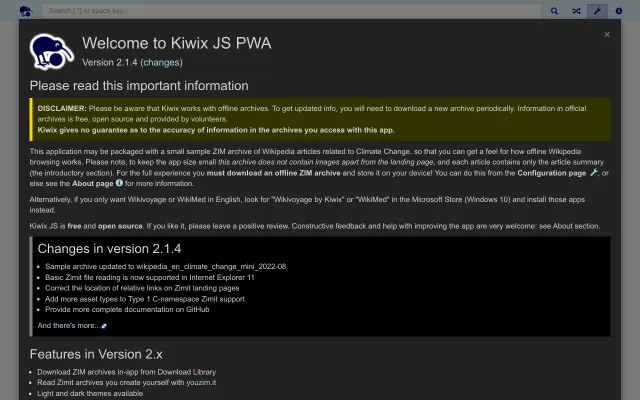 Search [ *] or space key...
×
Welcome to Kiwix JS PWA
Version 2.1.4 (changes)
Please read this important information
DISCLAIMER: Please be aware that Kiwix works with offline archives. To get updated info, you will need to download a new archive periodically. Information in official
archives is free, open source and provided by volunteers.
Kiwix gives no guarantee as to the accuracy of information in the archives you access with this app.
This application may be packaged with a small sample ZIM archive of Wikipedia articles related to Climate Change, so that you can get a feel for how offline Wikipedia
browsing works. Please note, to keep the app size small this archive does not contain images apart from the landing page, and each article contains only the article summary
(the introductory section). For the full experience you must download an offline ZIM archive and store it on your device! You can do this from the Configuration page , or
else see the About page for more information.
Alternatively, if you only want Wikivoyage or WikiMed in English, look for "Wikivoyage by Kiwix" or "WikiMed" in the Microsoft Store (Windows 10) and install those apps
instead.
Kiwix JS is free and open source. If you like it, please leave a positive review. Constructive feedback and help with improving the app are very welcome: see About section.
Changes in version 2.1.4
Sample archive updated to wikipedia_en_climate_change_mini_2022-08
Basic Zimit file reading is now supported in Internet Explorer 11
Correct the location of relative links on Zimit landing pages
Add more asset types to Type 1 C-namespace Zimit support
Provide more complete documentation on GitHub
And there's more...
Features in Version 2.x
Download ZIM archives in-app from Download Library
Read Zimit archives you create yourself with youzim.it
Light and dark themes available